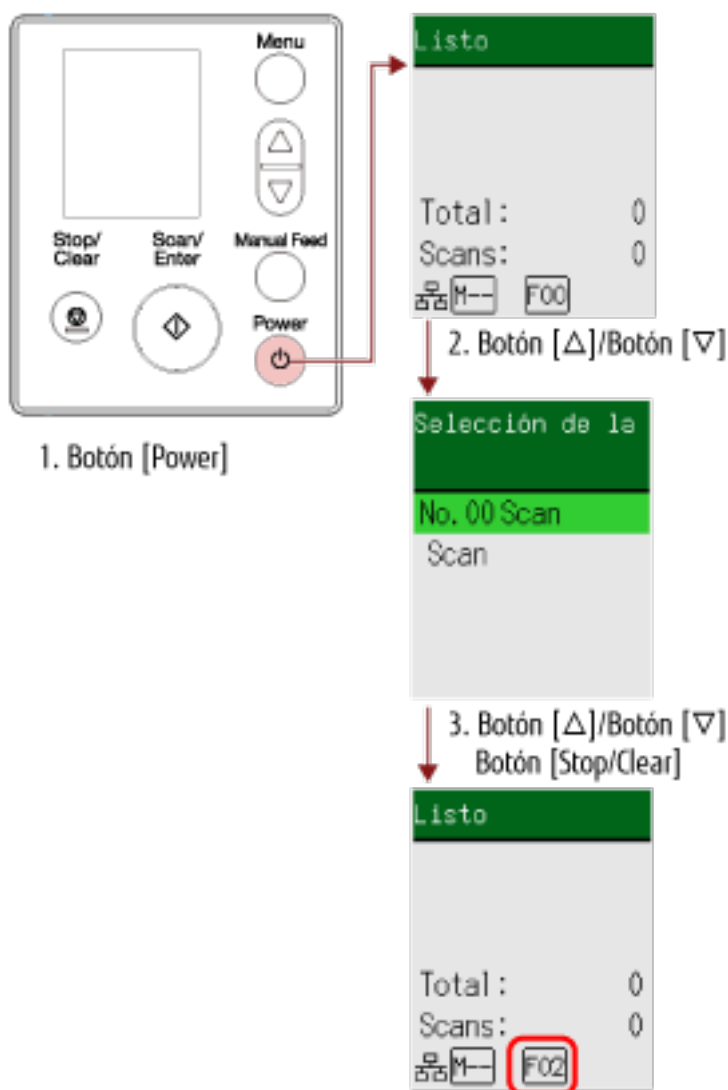 Menu
Stop/
Clear
Scan/
Enter
Manual Feed
Power
1. Botón [Power]
Listo
Total: 0
Scans: 0
M-- F00
2. Botón [△]/Botón [▽]
Selección de la
No. 00 Scan
Scan
3. Botón [△]/Botón [▽]
Botón [Stop/Clear]
Listo
Total: 0
Scans: 0
M-- F02